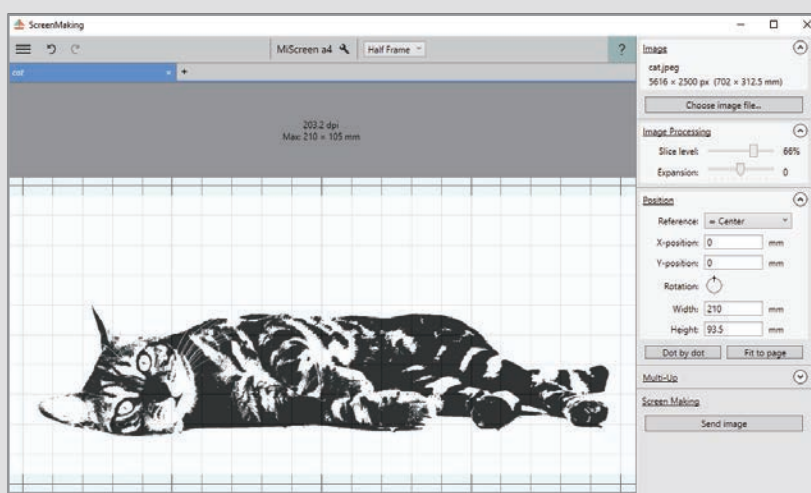 ScreenMaking
MiScreen a4
Half Frame
?
cat × +
203.2 dpi
Max: 210 × 105 mm
Image
cat.jpeg
5616 × 2500 px (702 × 312.5 mm)
Choose image file...
Image Processing
Slice level: 66%
Expansion: 0
Position
Reference: = Center
X-position: 0 mm
Y-position: 0 mm
Rotation:
Width: 210 mm
Height: 93.5 mm
Dot by dot Fit to page
Multi-Up
Screen Making
Send image